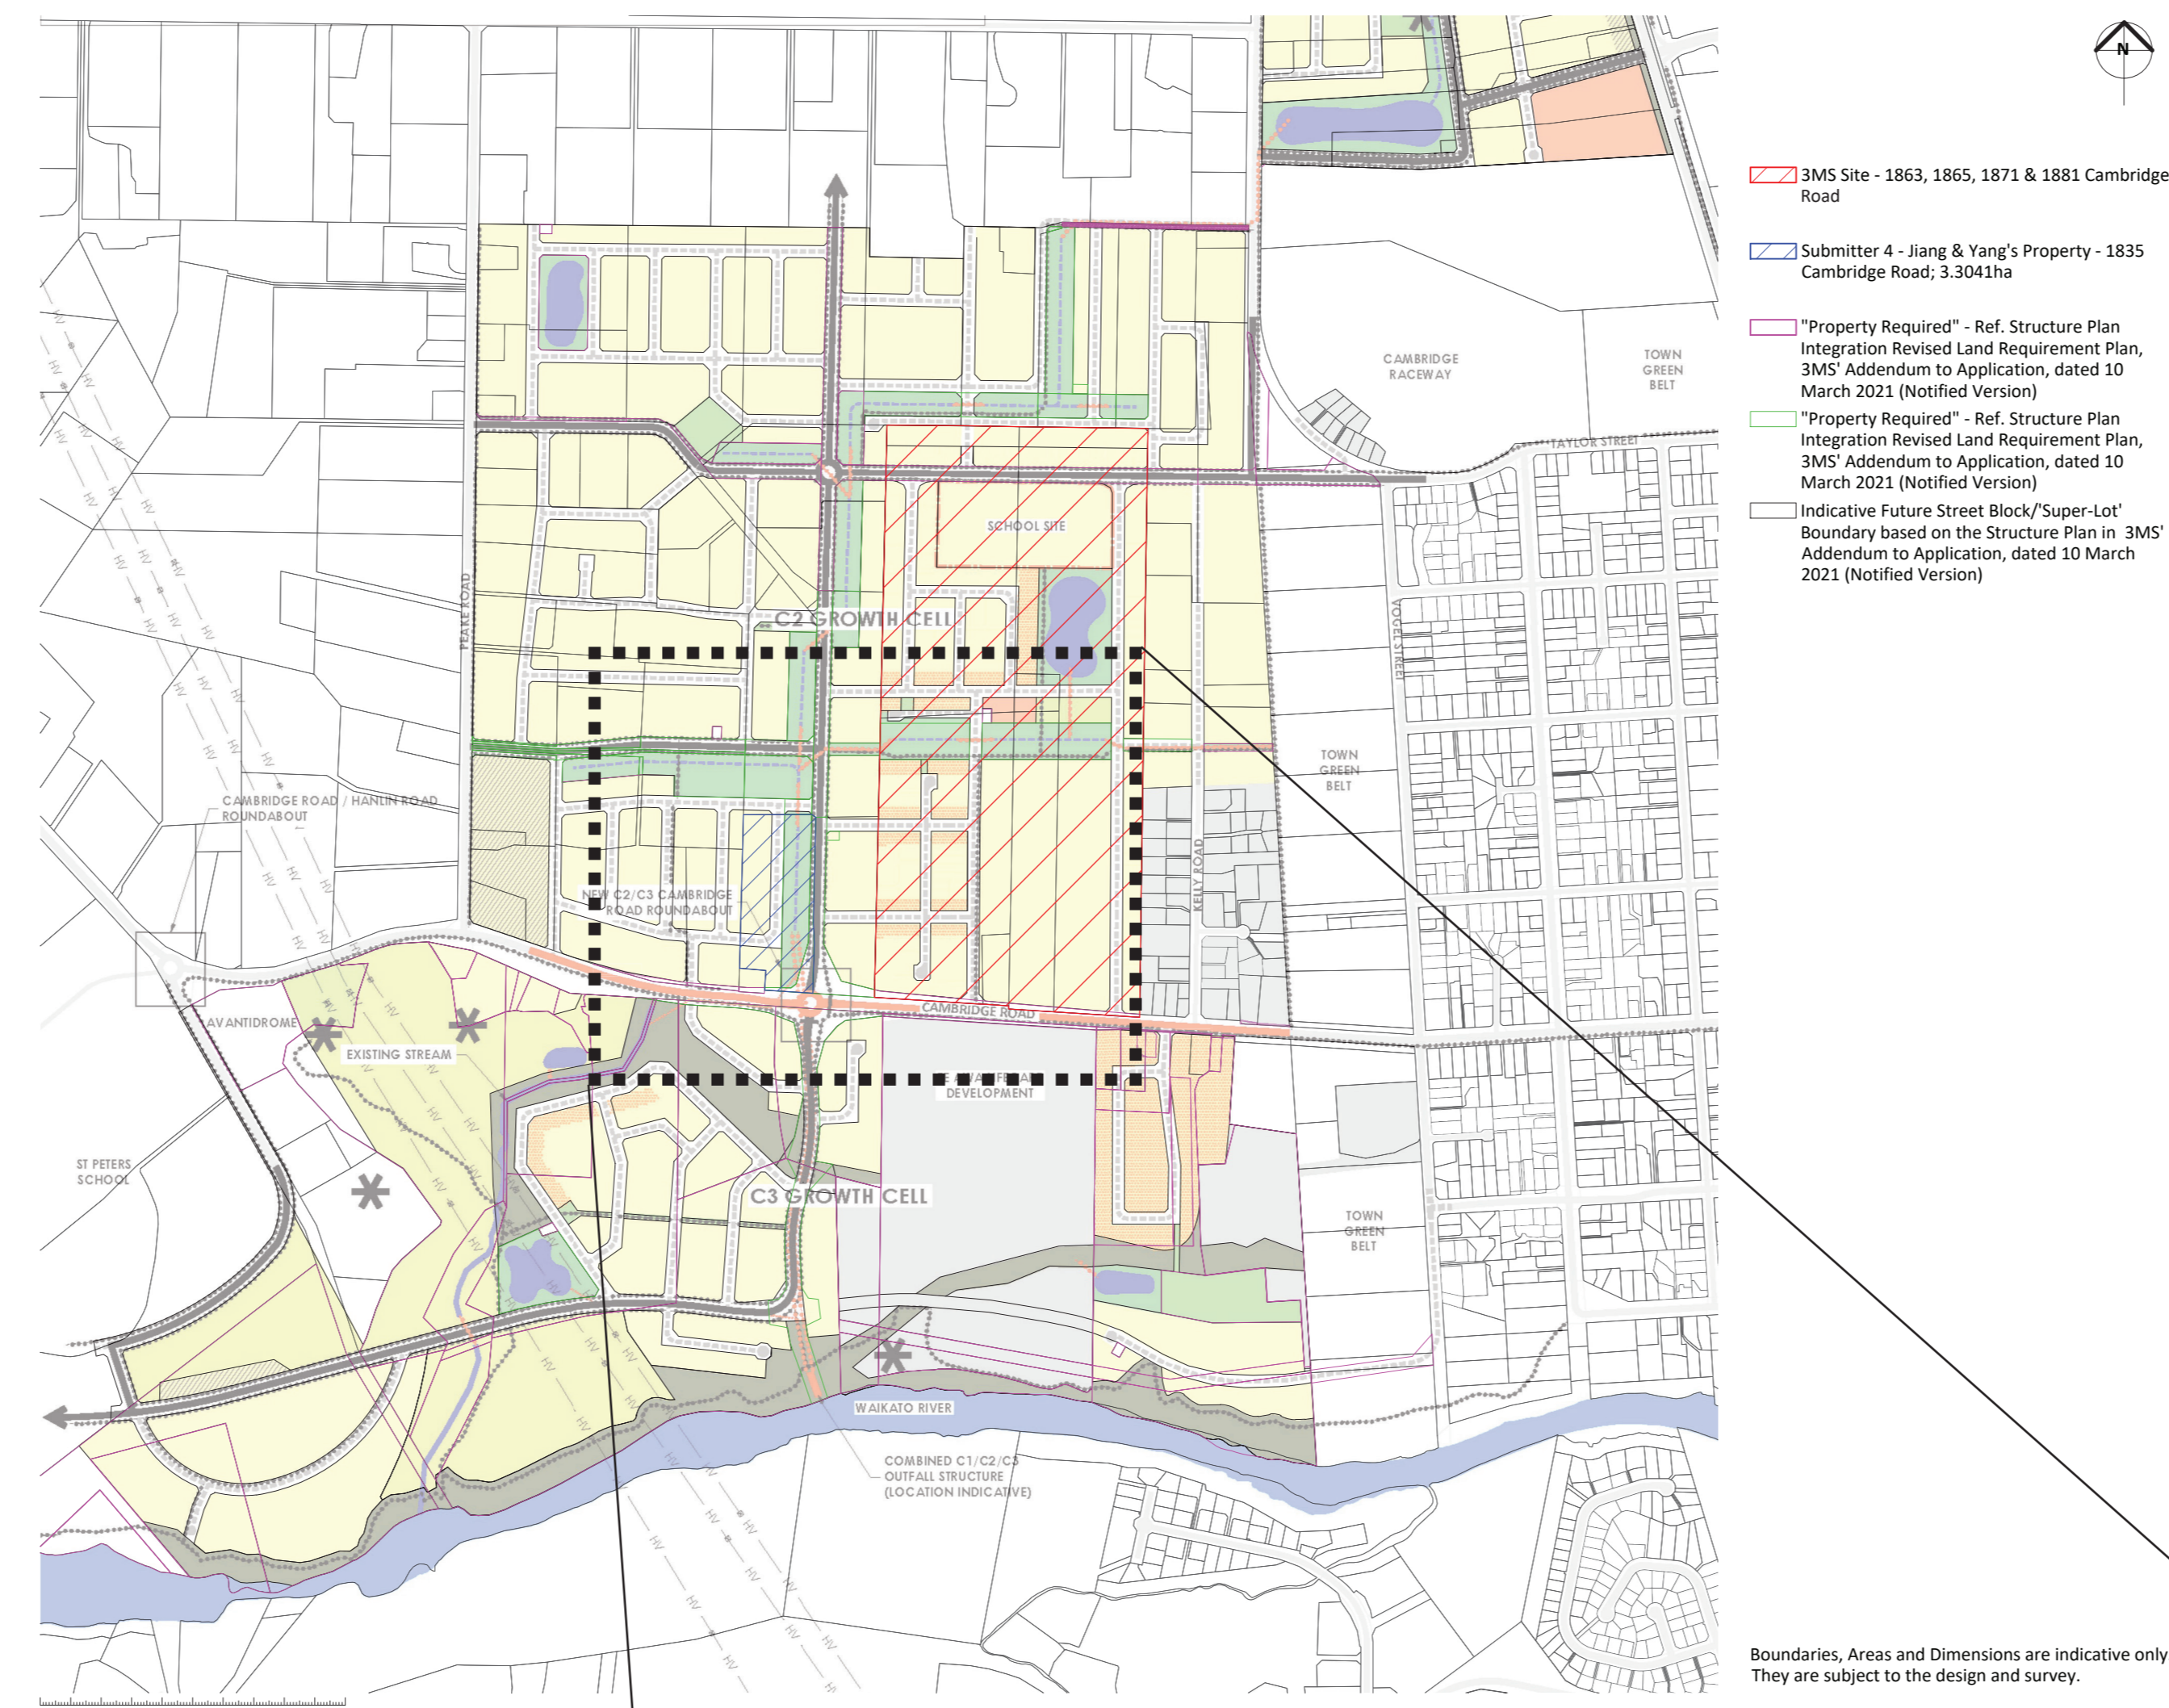 N
3MS Site - 1863, 1865, 1871 & 1881 Cambridge
Road
Submitter 4 - Jiang & Yang's Property - 1835
Cambridge Road; 3.3041ha
"Property Required" - Ref. Structure Plan
Integration Revised Land Requirement Plan,
3MS' Addendum to Application, dated 10
March 2021 (Notified Version)
"Property Required" - Ref. Structure Plan
Integration Revised Land Requirement Plan,
3MS' Addendum to Application, dated 10
March 2021 (Notified Version)
Indicative Future Street Block/'Super-Lot'
Boundary based on the Structure Plan in 3MS'
Addendum to Application, dated 10 March
2021 (Notified Version)
CAMBRIDGE
RACEWAY
TOWN
GREEN
BELT
TAYLOR STREET
SCHOOL SITE
PEAKE ROAD
C2 GROWTH CELL
VOGEL STREET
TOWN
GREEN
BELT
CAMBRIDGE ROAD / HANLIN ROAD
ROUNDABOUT
KELLY ROAD
NEW C2/C3 CAMBRIDGE
ROAD ROUNDABOUT
CAMBRIDGE ROAD
AVANTIDROME
EXISTING STREAM
DEVELOPMENT
ST PETERS
SCHOOL
C3 GROWTH CELL
TOWN
GREEN
BELT
WAIKATO RIVER
COMBINED C1/C2/C3
OUTFALL STRUCTURE
(LOCATION INDICATIVE)
HV
Boundaries, Areas and Dimensions are indicative only
They are subject to the design and survey.